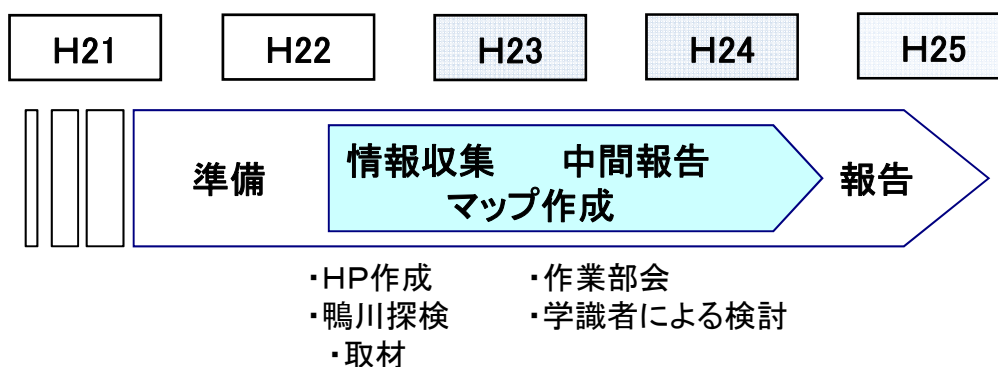 H21 H22 H23 H24 H25
準備 情報収集 中間報告 報告
マップ作成
・HP作成 ・作業部会
・鴨川探検 ・学識者による検討
・取材